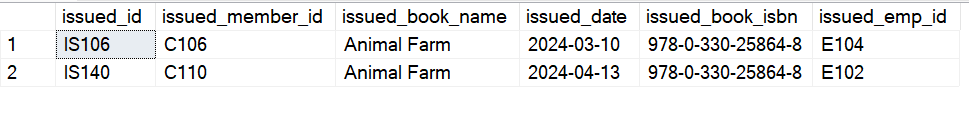 issued_id issued_member_id issued_book_name issued_date issued_book_isbn issued_emp_id
1 IS106 C106 Animal Farm 2024-03-10 978-0-330-25864-8 E104
2 IS140 C110 Animal Farm 2024-04-13 978-0-330-25864-8 E102